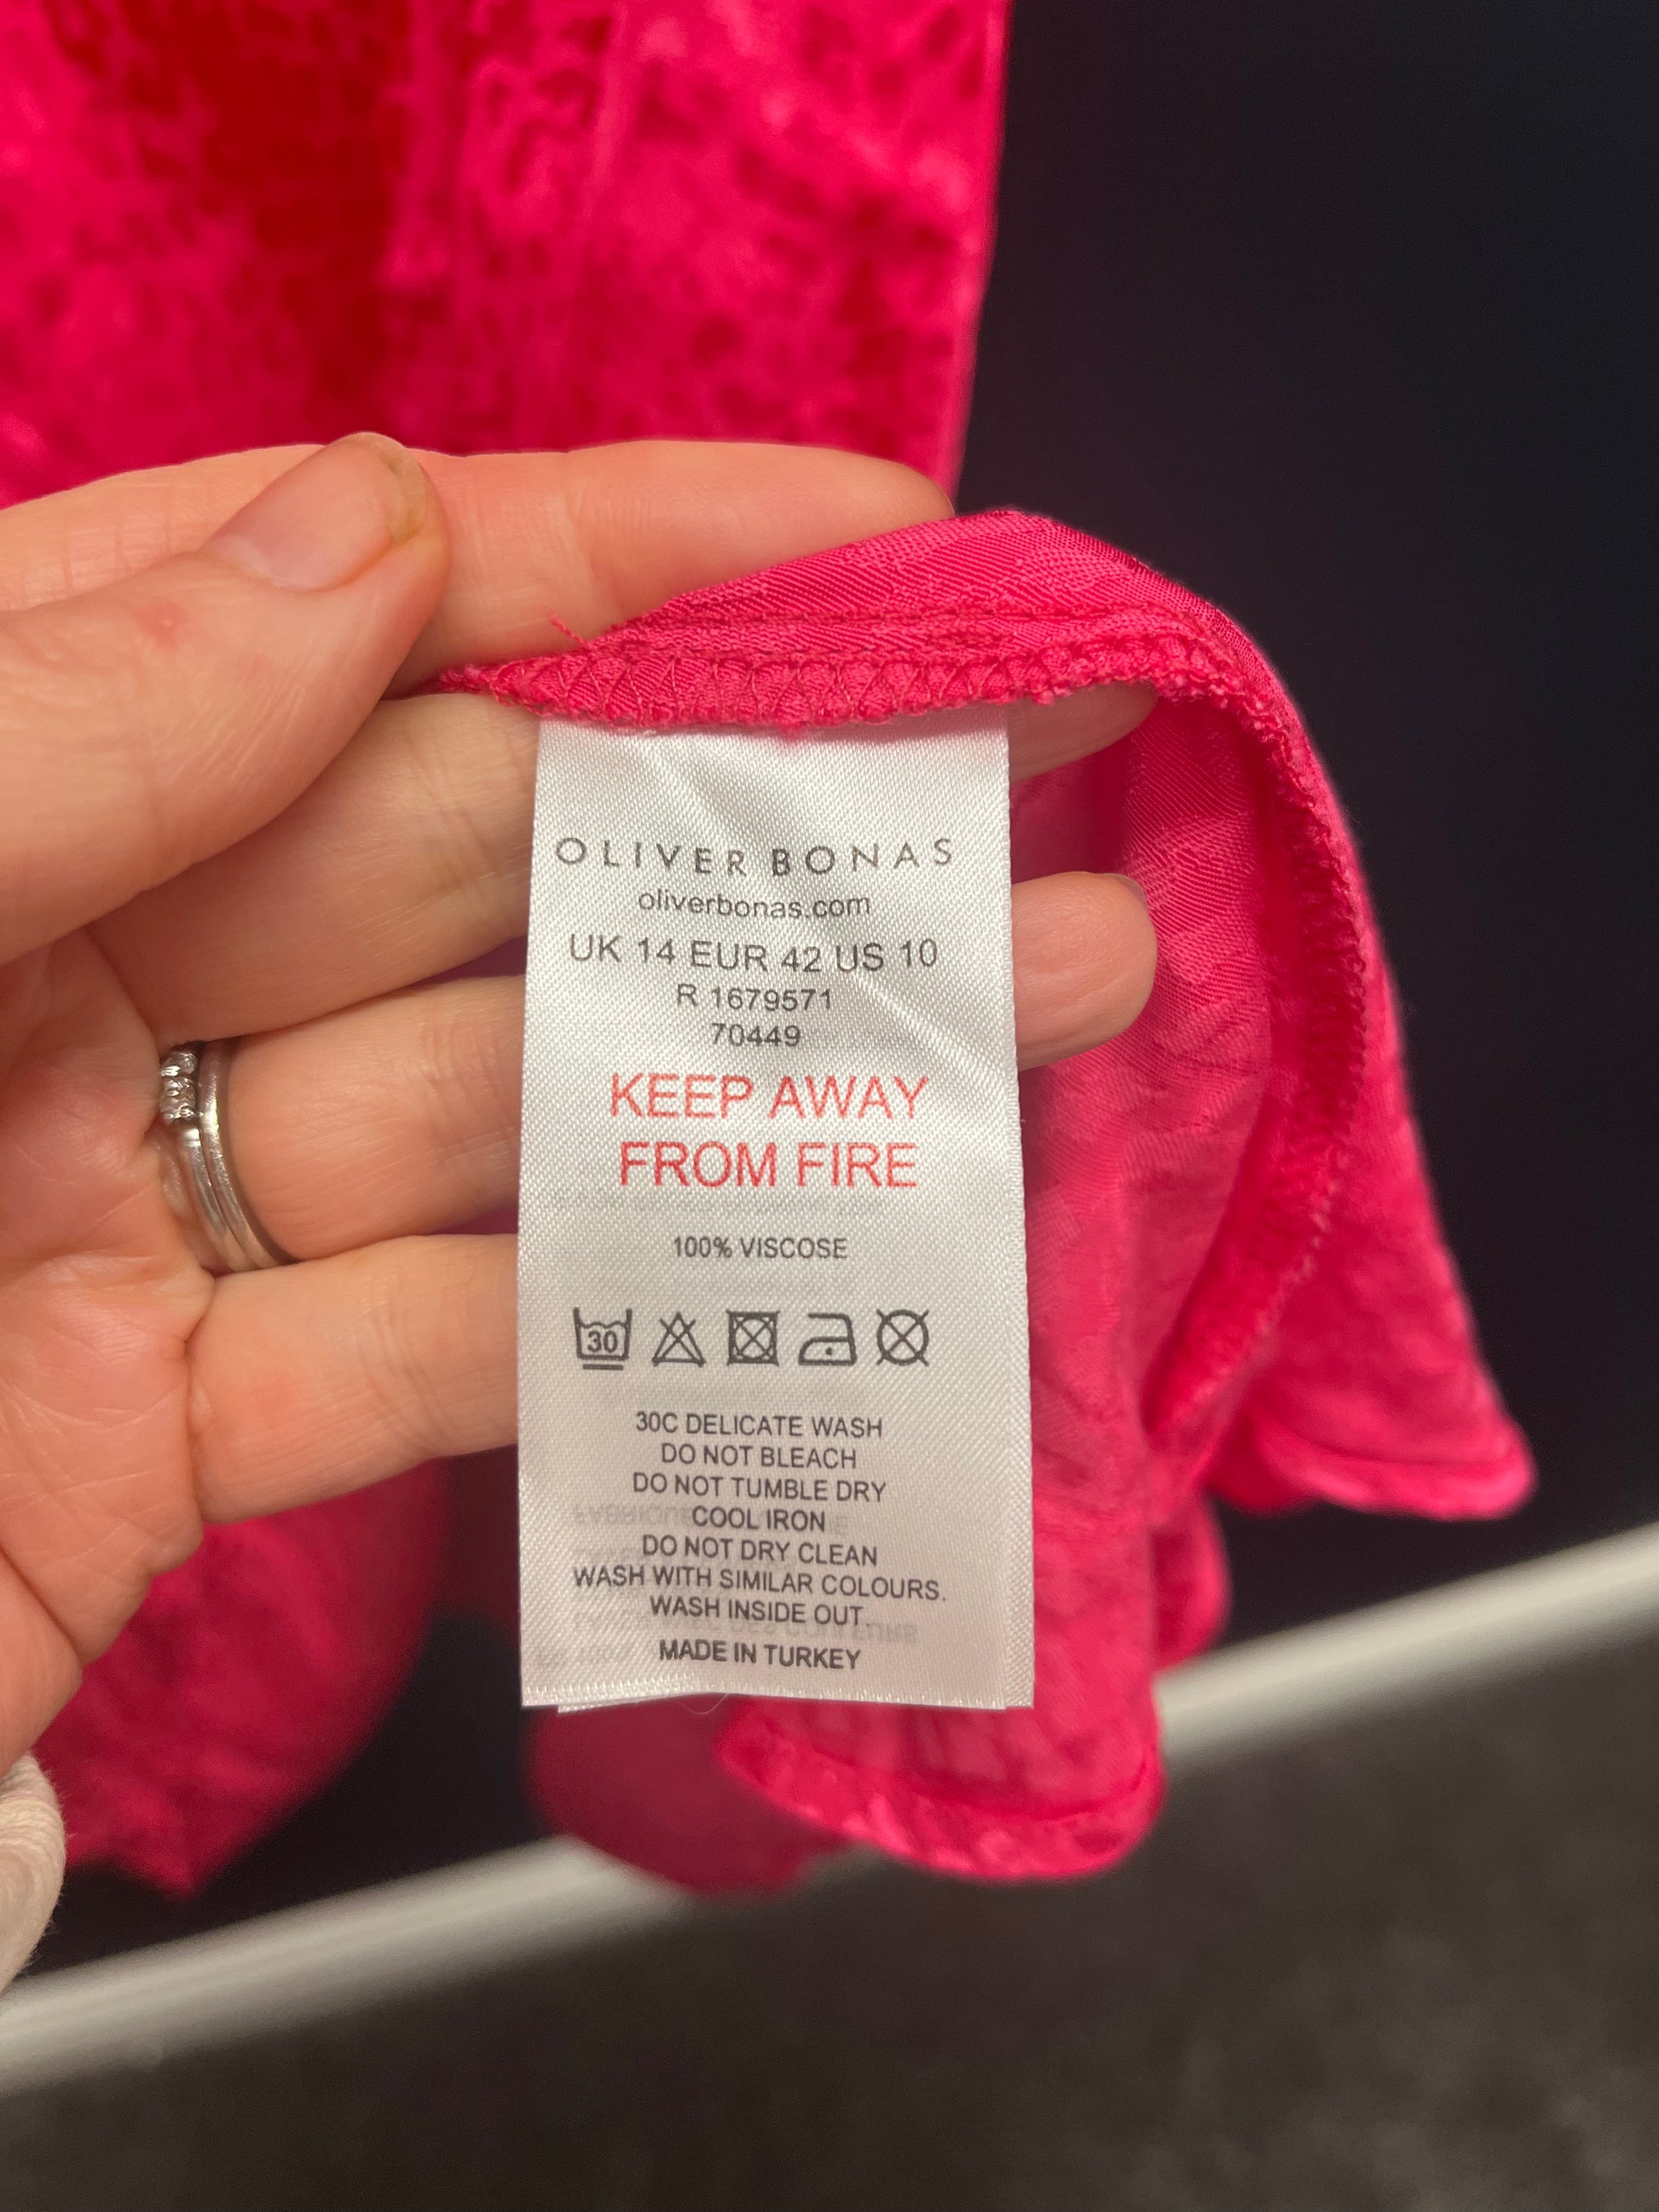 OLIVER BONAS
oliverbonas.com
UK 14 EUR 42 US 10
R 1679571
70449
KEEP AWAY
FROM FIRE
100% VISCOSE
30
30C DELICATE WASH
DO NOT BLEACH
DO NOT TUMBLE DRY
COOL IRON
DO NOT DRY CLEAN
WASH WITH SIMILAR COLOURS.
WASH INSIDE OUT
MADE IN TURKEY